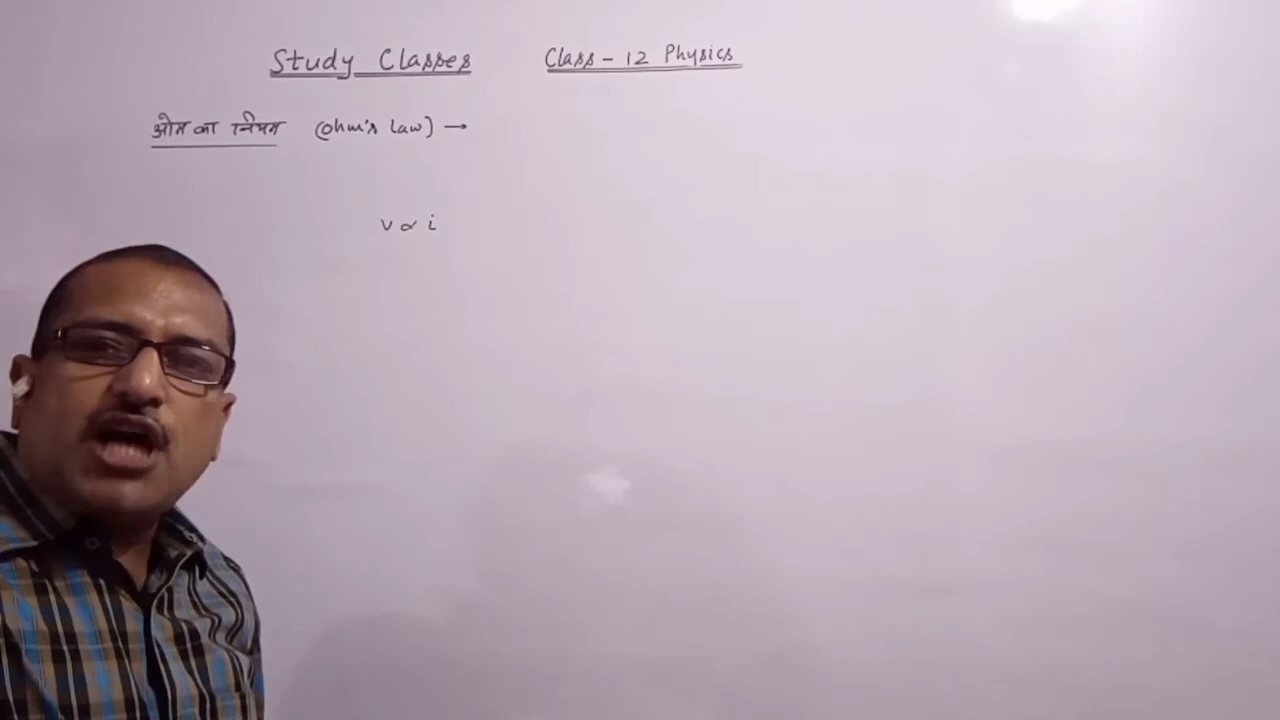 Study Classes Class - 12 Physics
ओम का नियम (ohm's law) →
v ∝ i